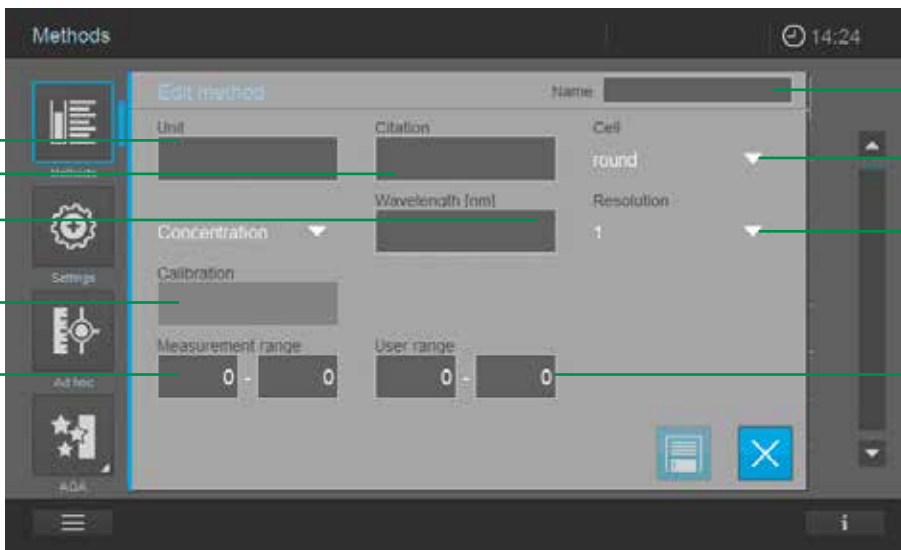 Methods 14:24
Edit method Name
Methods
Unit Citation Cell
round
Wavelength [nm] Resolution
Concentration 1
Settings
Calibration
Measurement range User range
0 - 0 0 - 0
Ad hoc
AQA
i